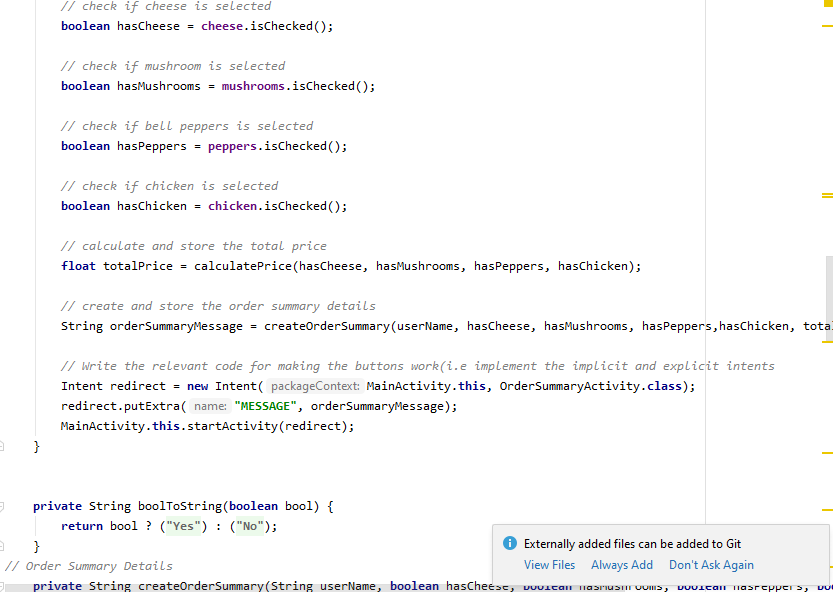 // check if cheese is selected
boolean hasCheese = cheese.isChecked();
// check if mushroom is selected
boolean hasMushrooms = mushrooms.isChecked();
// check if bell peppers is selected
boolean hasPeppers = peppers.isChecked();
// check if chicken is selected
boolean hasChicken = chicken.isChecked();
// calculate and store the total price
float totalPrice = calculatePrice(hasCheese, hasMushrooms, hasPeppers, hasChicken);
// create and store the order summary details
String orderSummaryMessage = createOrderSummary(userName, hasCheese, hasMushrooms, hasPeppers,hasChicken, tota
// Write the relevant code for making the buttons work(i.e implement the implicit and explicit intents
Intent redirect = new Intent( packageContext: MainActivity.this, OrderSummaryActivity.class);
redirect.putExtra( name: "MESSAGE", orderSummaryMessage);
MainActivity.this.startActivity(redirect);
}
private String boolToString(boolean bool) {
return bool ? ("Yes") : ("No");
}
Externally added files can be added to Git
View Files Always Add Don't Ask Again
// Order Summary Details
private String createOrderSummary(String userName, boolean hasCheese, boolean hasMushrooms, boolean hasPeppers, bo